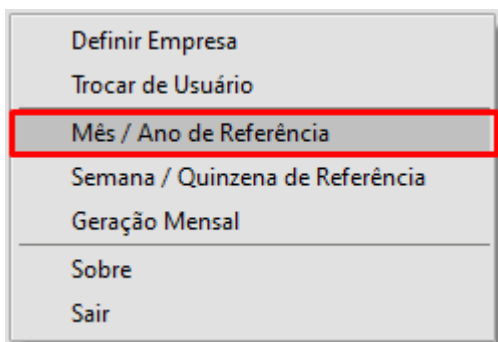 Definir Empresa
Trocar de Usuário
Mês / Ano de Referência
Semana / Quinzena de Referência
Geração Mensal
Sobre
Sair